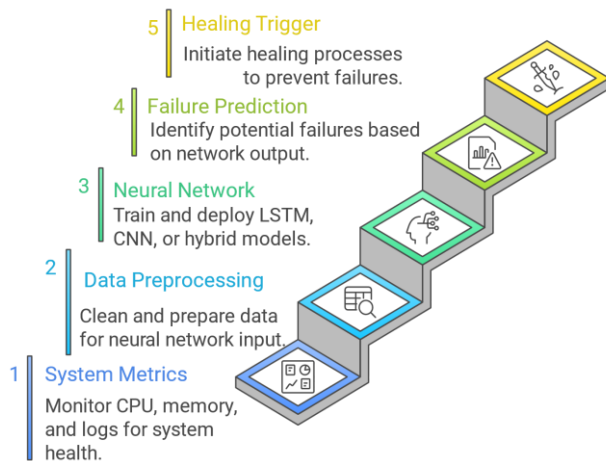 5
Healing Trigger
Initiate healing processes
to prevent failures.
4
Failure Prediction
Identify potential failures based
on network output.
3
Neural Network
Train and deploy LSTM,
CNN, or hybrid models.
2
Data Preprocessing
Clean and prepare data
for neural network input.
1
System Metrics
Monitor CPU, memory,
and logs for system
health.